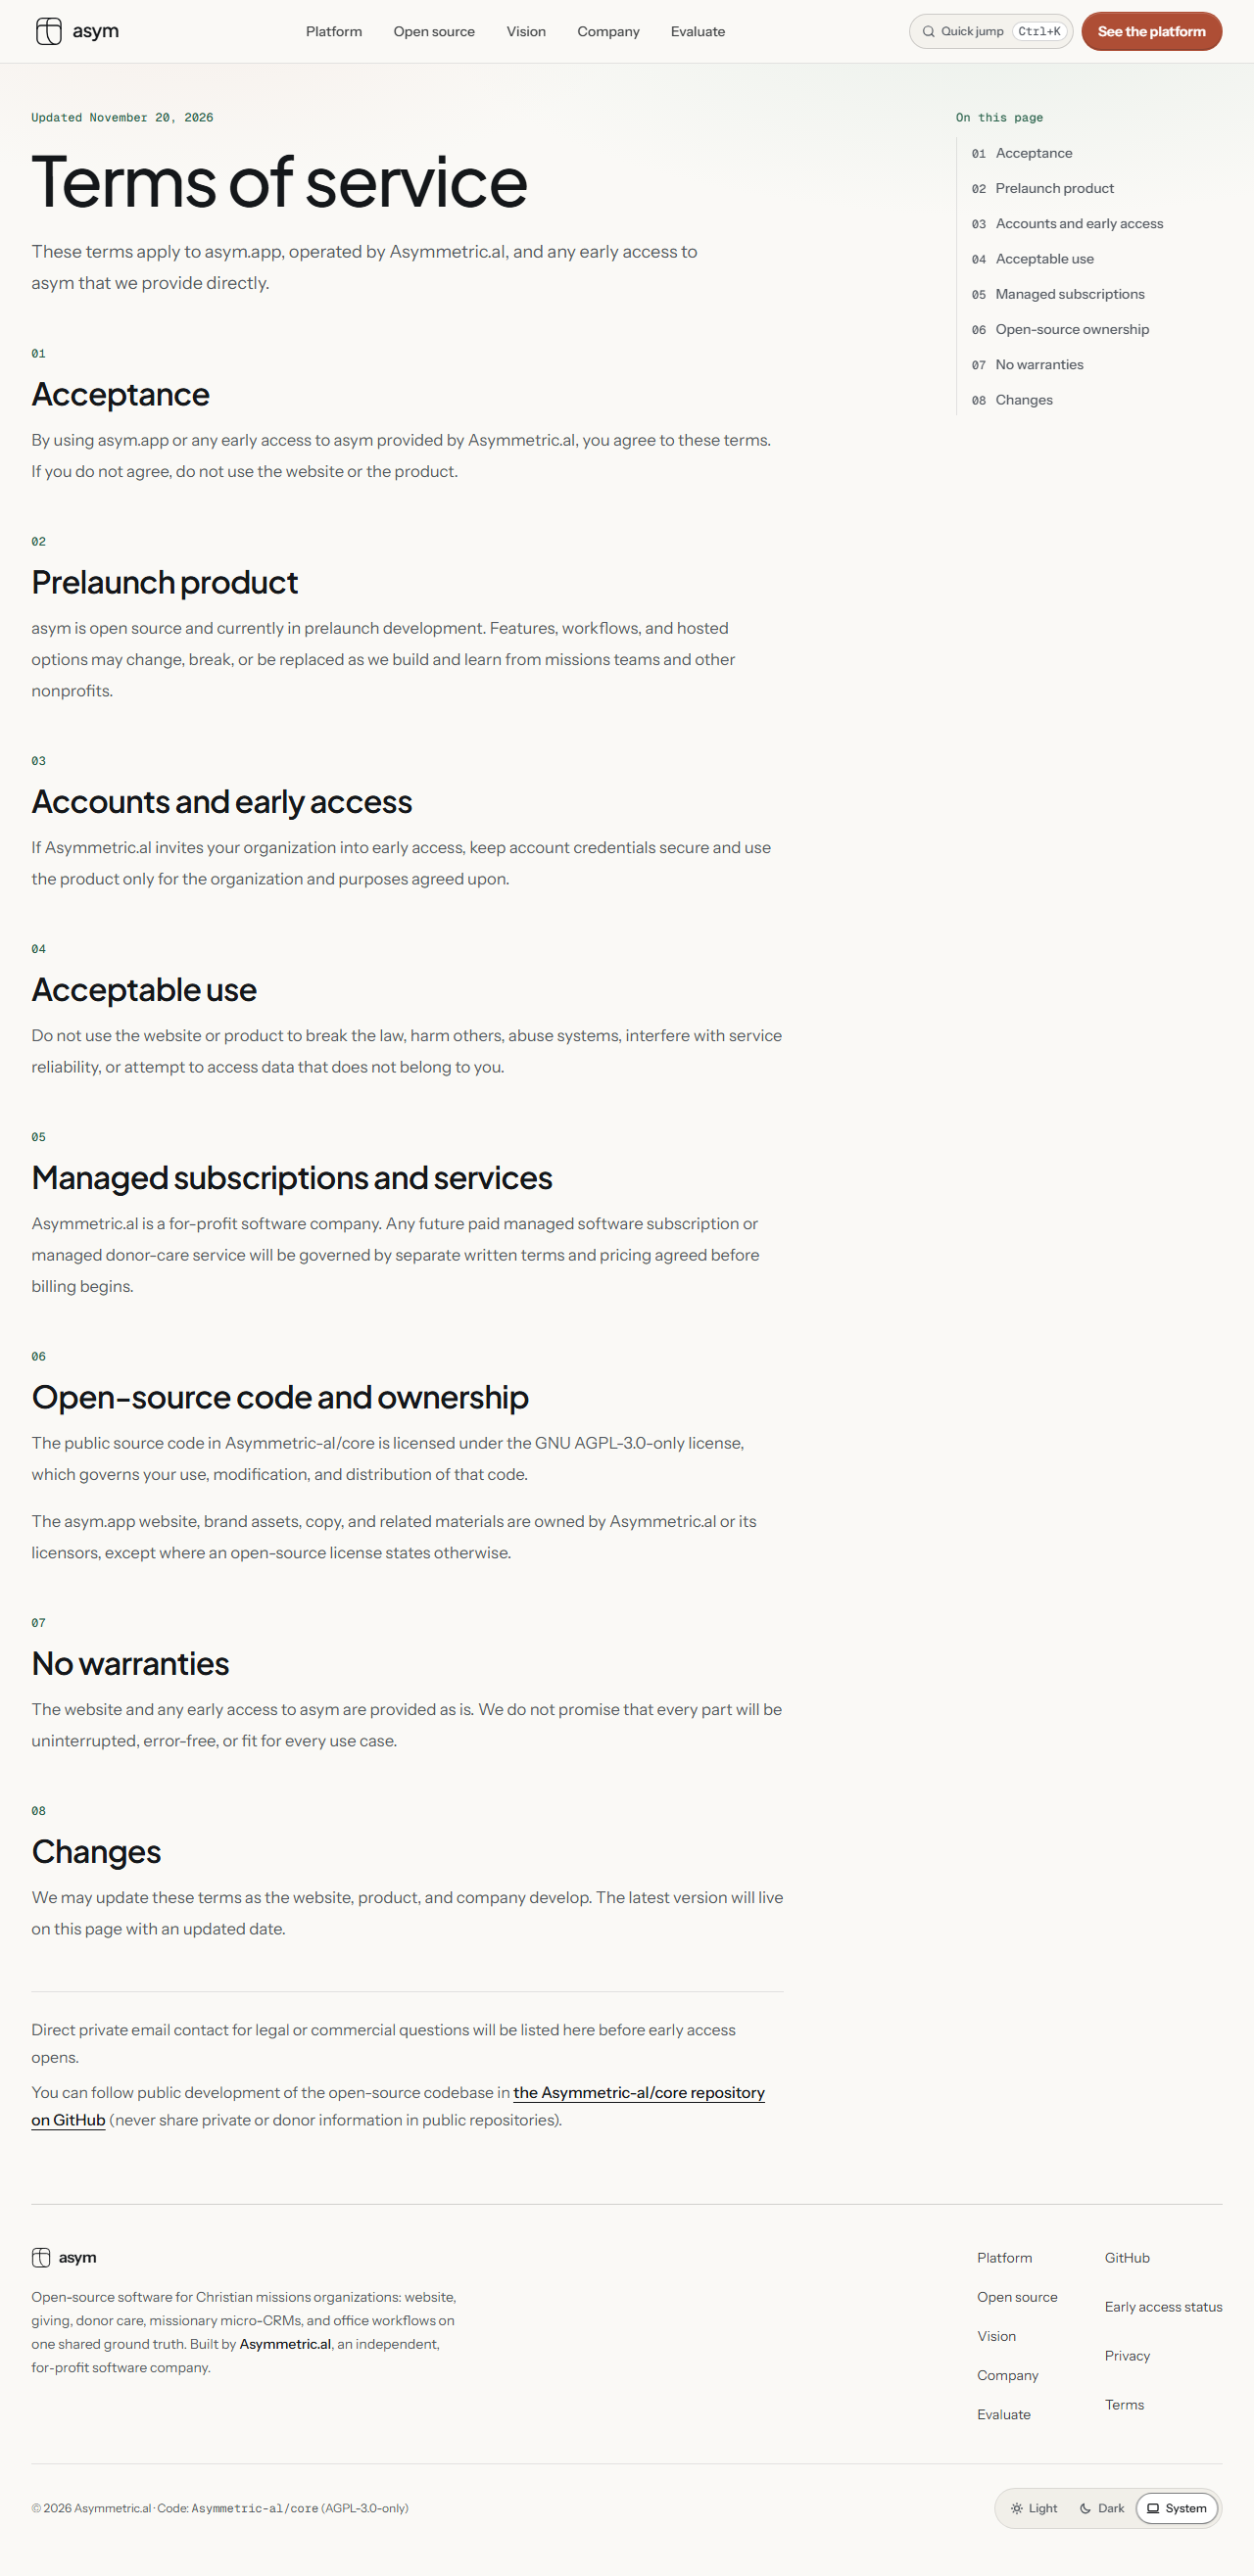 asym
Platform
Open source
Vision
Company
Evaluate
Quick jump
Ctrl+K
See the platform
Updated November 20, 2026
Terms of service
These terms apply to asym.app, operated by Asymmetric.al, and any early access to
asym that we provide directly.
On this page
01 Acceptance
02 Prelaunch product
03 Accounts and early access
04 Acceptable use
05 Managed subscriptions
06 Open-source ownership
07 No warranties
08 Changes
01
Acceptance
By using asym.app or any early access to asym provided by Asymmetric.al, you agree to these terms.
If you do not agree, do not use the website or the product.
02
Prelaunch product
asym is open source and currently in prelaunch development. Features, workflows, and hosted
options may change, break, or be replaced as we build and learn from missions teams and other
nonprofits.
03
Accounts and early access
If Asymmetric.al invites your organization into early access, keep account credentials secure and use
the product only for the organization and purposes agreed upon.
04
Acceptable use
Do not use the website or product to break the law, harm others, abuse systems, interfere with service
reliability, or attempt to access data that does not belong to you.
05
Managed subscriptions and services
Asymmetric.al is a for-profit software company. Any future paid managed software subscription or
managed donor-care service will be governed by separate written terms and pricing agreed before
billing begins.
06
Open-source code and ownership
The public source code in Asymmetric-al/core is licensed under the GNU AGPL-3.0-only license,
which governs your use, modification, and distribution of that code.
The asym.app website, brand assets, copy, and related materials are owned by Asymmetric.al or its
licensors, except where an open-source license states otherwise.
07
No warranties
The website and any early access to asym are provided as is. We do not promise that every part will be
uninterrupted, error-free, or fit for every use case.
08
Changes
We may update these terms as the website, product, and company develop. The latest version will live
on this page with an updated date.
Direct private email contact for legal or commercial questions will be listed here before early access
opens.
You can follow public development of the open-source codebase in the Asymmetric-al/core repository
on GitHub (never share private or donor information in public repositories).
asym
Open-source software for Christian missions organizations: website,
giving, donor care, missionary micro-CRMs, and office workflows on
one shared ground truth. Built by Asymmetric.al, an independent,
for-profit software company.
Platform
Open source
Vision
Company
Evaluate
GitHub
Early access status
Privacy
Terms
© 2026 Asymmetric.al · Code: Asymmetric-al/core (AGPL-3.0-only)
Light
Dark
System